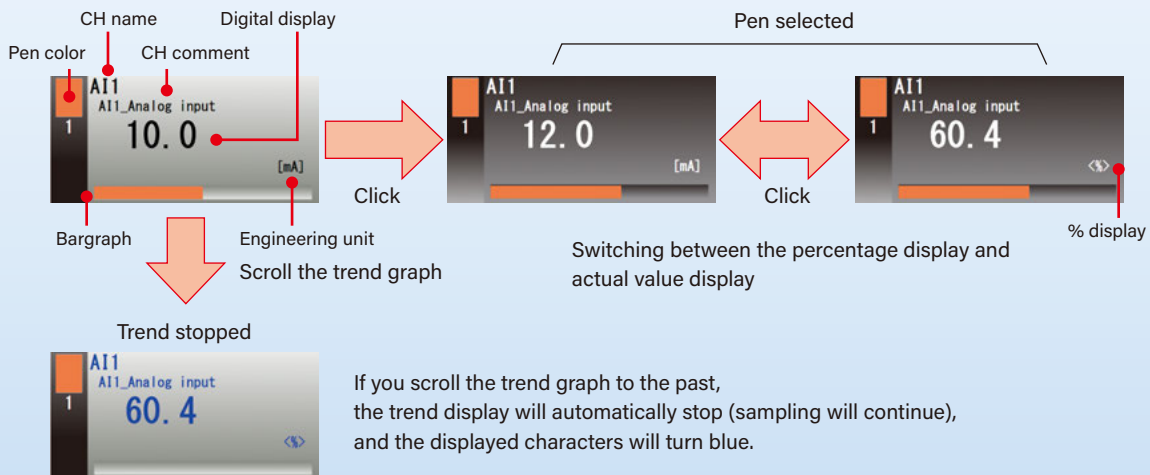 CH name
Digital display
Pen selected
Pen color
CH comment
AI1
AI1_Analog input
1
10.0
[mA]
Click
AI1
AI1_Analog input
1
12.0
[mA]
Click
AI1
AI1_Analog input
1
60.4
<%>
Bargraph
Engineering unit
% display
Scroll the trend graph
Switching between the percentage display and
actual value display
Trend stopped
AI1
AI1_Analog input
1
60.4
<%>
If you scroll the trend graph to the past,
the trend display will automatically stop (sampling will continue),
and the displayed characters will turn blue.